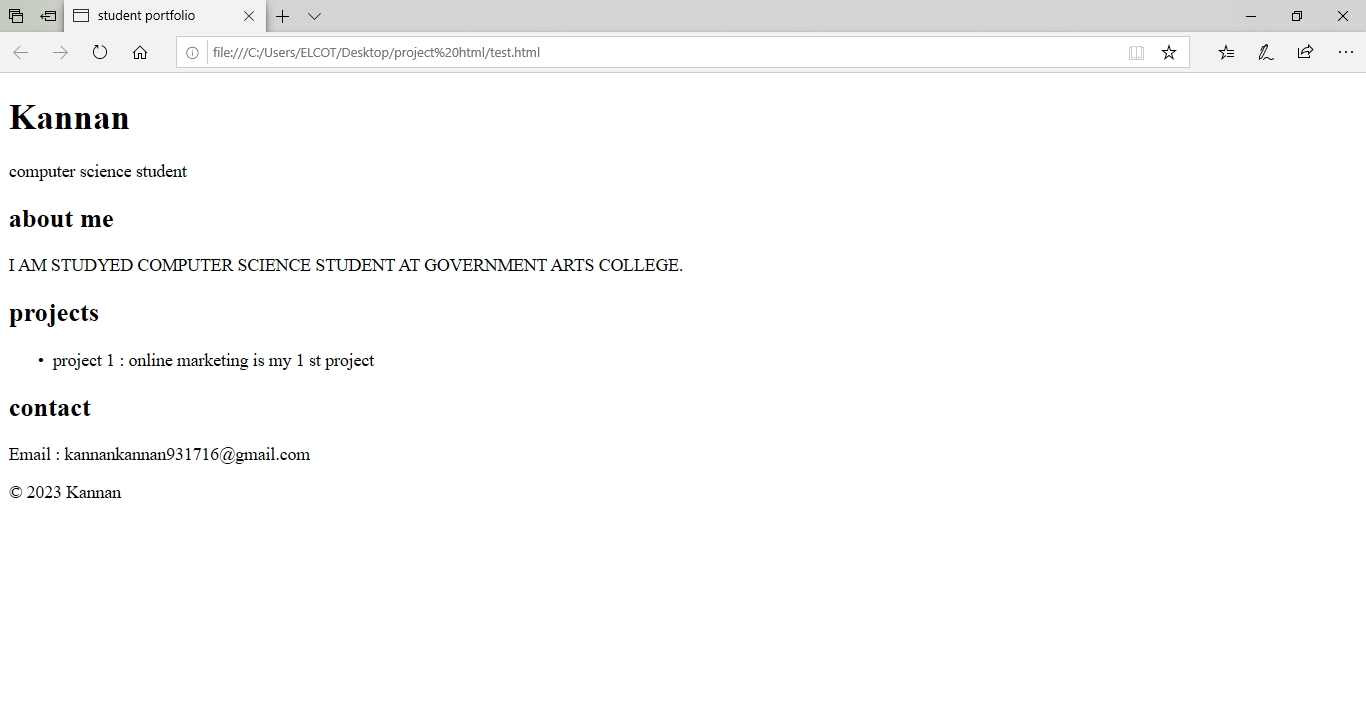 student portfolio
file:///C:/Users/ELCOT/Desktop/project%20html/test.html
Kannan
computer science student
about me
I AM STUDYED COMPUTER SCIENCE STUDENT AT GOVERNMENT ARTS COLLEGE.
projects
• project 1 : online marketing is my 1 st project
contact
Email : kannankannan931716@gmail.com
© 2023 Kannan